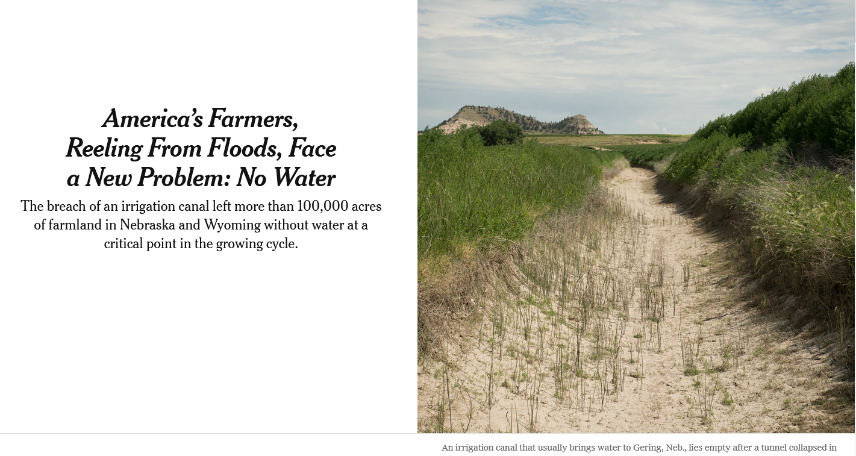 America's Farmers,
Reeling From Floods, Face
a New Problem: No Water
The breach of an irrigation canal left more than 100,000 acres
of farmland in Nebraska and Wyoming without water at a
critical point in the growing cycle.
An irrigation canal that usually brings water to Gering, Neb., lies empty after a tunnel collapsed in